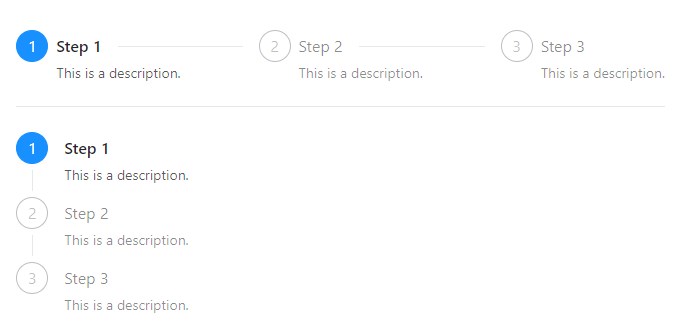 1 Step 1 2 Step 2 3 Step 3
This is a description. This is a description. This is a description.
1 Step 1
This is a description.
2 Step 2
This is a description.
3 Step 3
This is a description.